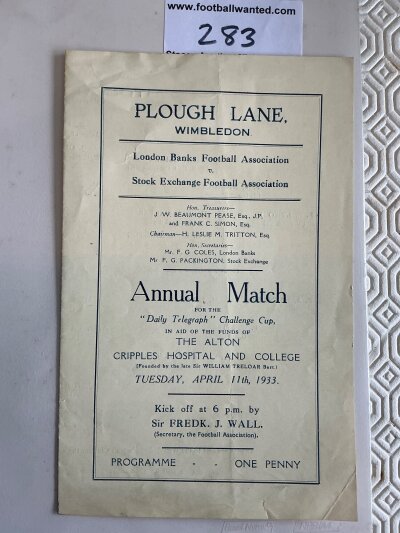 www.footballwanted.com
283
PLOUGH LANE,
WIMBLEDON
London Banks Football Association
v.
Stock Exchange Football Association
Hon. Treasurers—
J. W. BEAUMONT PEASE, Esq., J.P.
and FRANK C. SIMON, Esq.
Chairman—H. LESLIE M. TRITTON, Esq.
Hon. Secretaries—
Mr. F. G. COLES, London Banks
Mr. F. G. PACKINGTON, Stock Exchange
Annual Match
FOR THE
"Daily Telegraph" Challenge Cup,
IN AID OF THE FUNDS OF
THE ALTON
CRIPPLES HOSPITAL AND COLLEGE
(Founded by the late Sir WILLIAM TRELOAR Bart.)
TUESDAY, APRIL 11th, 1933.
Kick off at 6 p.m. by
Sir FREDK. J. WALL.
(Secretary, the Football Association).
PROGRAMME - - ONE PENNY